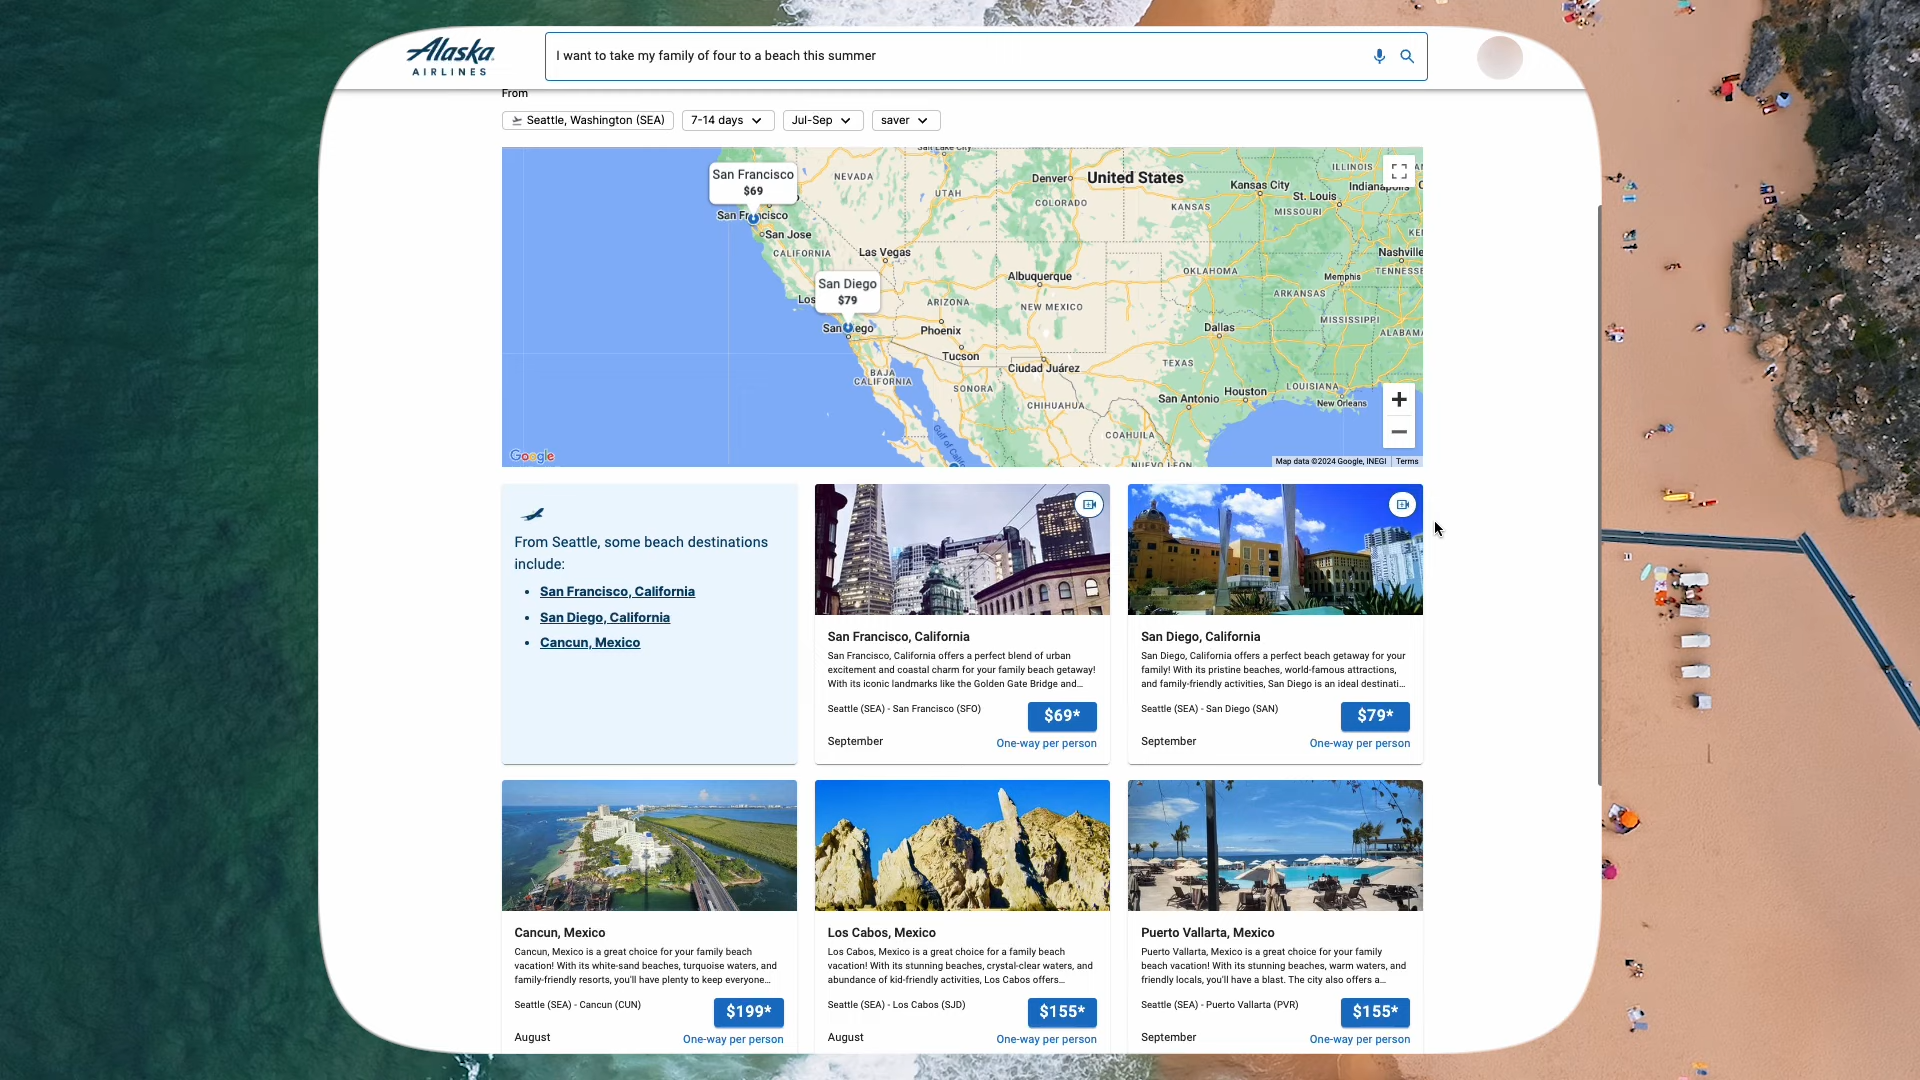 Alaska
AIRLINES
I want to take my family of four to a beach this summer
From
Seattle, Washington (SEA)
7-14 days
Jul-Sep
saver
Salt Lake City
San Francisco
$69
NEVADA
UTAH
Denver
United States
COLORADO
Kansas City
KANSAS
ILLINOIS
St. Louis
MISSOURI
San Francisco
San Jose
CALIFORNIA
Las Vegas
Nashville
San Diego
$79
Albuquerque
OKLAHOMA
Memphis
TENNESSE
ARKANSAS
Los
ARIZONA
NEW MEXICO
MISSISSIPPI
Phoenix
Dallas
ALABAMA
Tucson
Ciudad Juárez
TEXAS
BAJA
CALIFORNIA
SONORA
LOUISIANA
Houston
San Antonio
New Orleans
CHIHUAHUA
COAHUILA
Gulf of
NUEVO LEON
Google
Map data ©2024 Google, INEGI
Terms
From Seattle, some beach destinations
include:
• San Francisco, California
• San Diego, California
• Cancun, Mexico
San Francisco, California
San Francisco, California offers a perfect blend of urban
excitement and coastal charm for your family beach getaway!
With its iconic landmarks like the Golden Gate Bridge and...
Seattle (SEA) - San Francisco (SFO)
$69*
September
One-way per person
San Diego, California
San Diego, California offers a perfect beach getaway for your
family! With its pristine beaches, world-famous attractions,
and family-friendly activities, San Diego is an ideal destinati...
Seattle (SEA) - San Diego (SAN)
$79*
September
One-way per person
Cancun, Mexico
Cancun, Mexico is a great choice for your family beach
vacation! With its white-sand beaches, turquoise waters, and
family-friendly resorts, you'll have plenty to keep everyone...
Seattle (SEA) - Cancun (CUN)
$199*
August
One-way per person
Los Cabos, Mexico
Los Cabos, Mexico is a great choice for a family beach
vacation! With its stunning beaches, crystal-clear waters, and
abundance of kid-friendly activities, Los Cabos offers...
Seattle (SEA) - Los Cabos (SJD)
$155*
August
One-way per person
Puerto Vallarta, Mexico
Puerto Vallarta, Mexico is a great choice for your family
beach vacation! With its stunning beaches, warm waters, and
friendly locals, you'll have a blast. The city also offers a...
Seattle (SEA) - Puerto Vallarta (PVR)
$155*
September
One-way per person